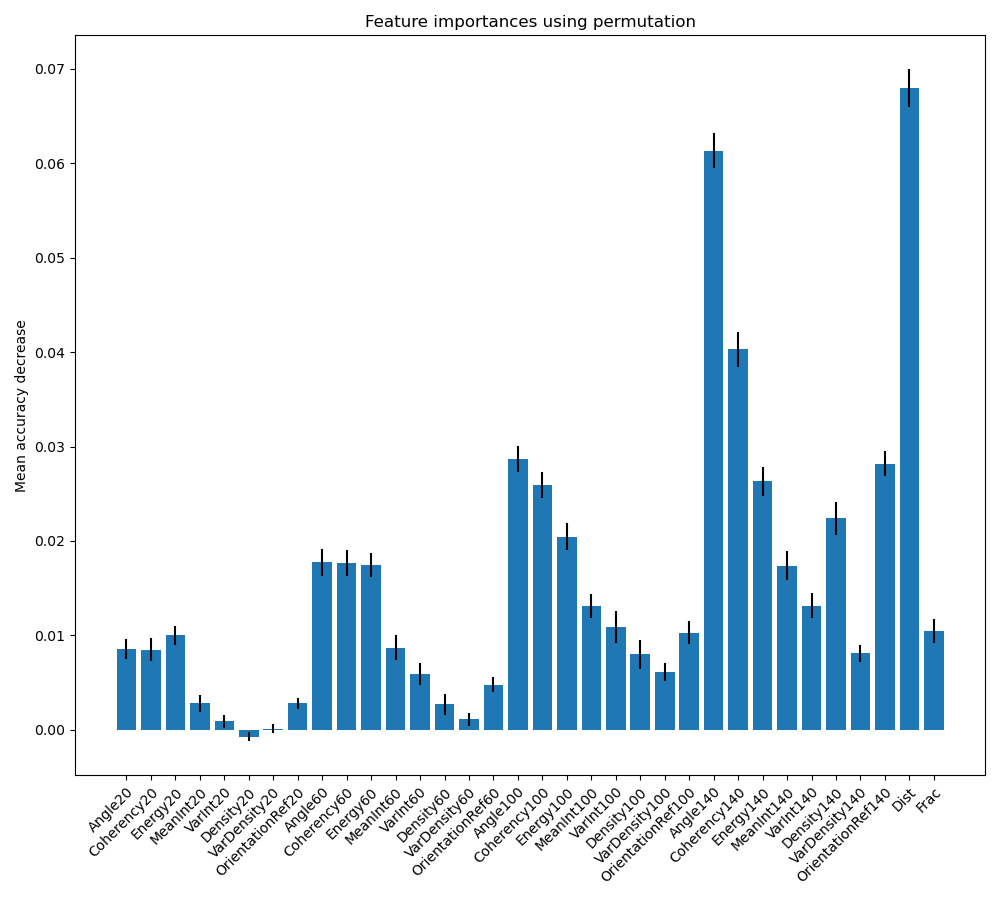 Feature importances using permutation
Mean accuracy decrease
0.07
0.06
0.05
0.04
0.03
0.02
0.01
0.00
Angle20
Coherency20
Energy20
MeanInt20
VarInt20
Density20
VarDensity20
OrientationRef20
Angle60
Coherency60
Energy60
MeanInt60
VarInt60
Density60
VarDensity60
OrientationRef60
Angle100
Coherency100
Energy100
MeanInt100
VarInt100
Density100
VarDensity100
OrientationRef100
Angle140
Coherency140
Energy140
MeanInt140
VarInt140
Density140
VarDensity140
OrientationRef140
Dist
Frac